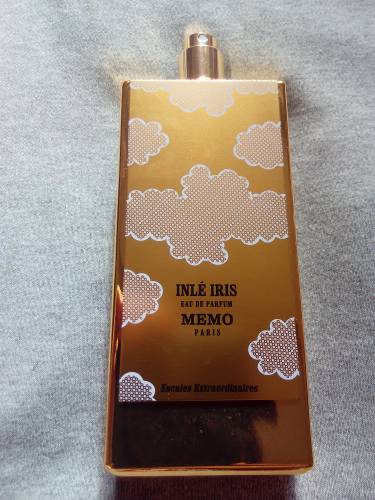 INLÉ IRIS
EAU DE PARFUM
MEMO
PARIS
Escales Extraordinaires